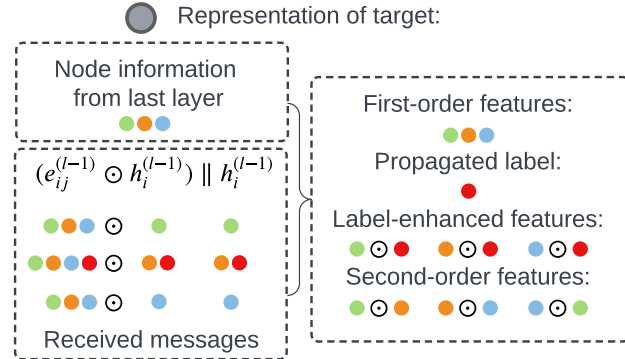 Representation of target:
Node information
from last layer
(e_{ij}^{(l-1)} ⊙ h_i^{(l-1)}) ∥ h_i^{(l-1)}
Received messages
First-order features:
Propagated label:
Label-enhanced features:
Second-order features: